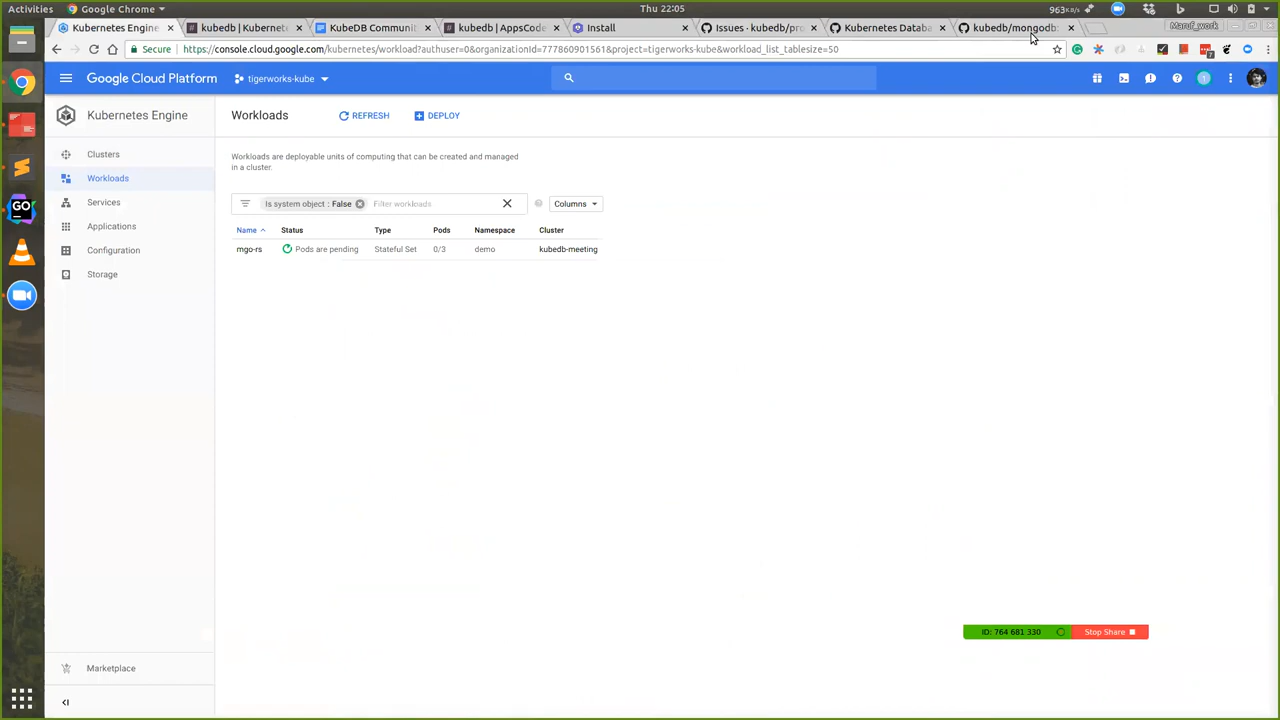 Activities Google Chrome Thu 22:05 963KB/s
Kubernetes Engine kubedb | Kubernetes KubeDB Communit kubedb | AppsCode Install Issues · kubedb/pro Kubernetes Databa kubedb/mongodb: Maruf_work
Secure https://console.cloud.google.com/kubernetes/workload?authuser=0&organizationId=777860901561&project=tigerworks-kube&workload_list_tablesize=50
Google Cloud Platform tigerworks-kube
Kubernetes Engine
Workloads REFRESH DEPLOY
Clusters
Workloads
Services
Applications
Configuration
Storage
Marketplace
Workloads are deployable units of computing that can be created and managed
in a cluster.
Is system object : False Filter workloads Columns
Name Status Type Pods Namespace Cluster
mgo-rs Pods are pending Stateful Set 0/3 demo kubedb-meeting
ID: 764 681 330 Stop Share